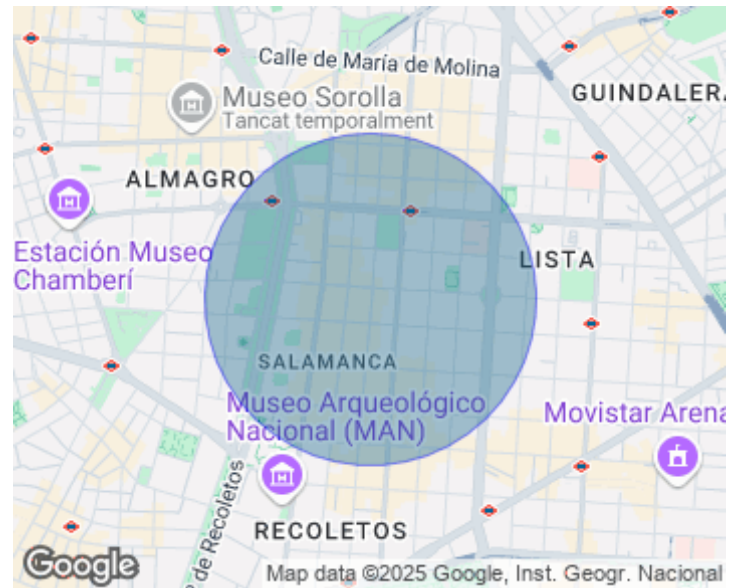 Calle de María de Molina
Museo Sorolla
Tancat temporalment
GUINDALERA
ALMAGRO
Estación Museo
Chamberí
LISTA
SALAMANCA
Museo Arqueológico
Nacional (MAN)
Movistar Arena
RECOLETOS
de Recoletos
Google
Map data ©2025 Google, Inst. Geogr. Nacional